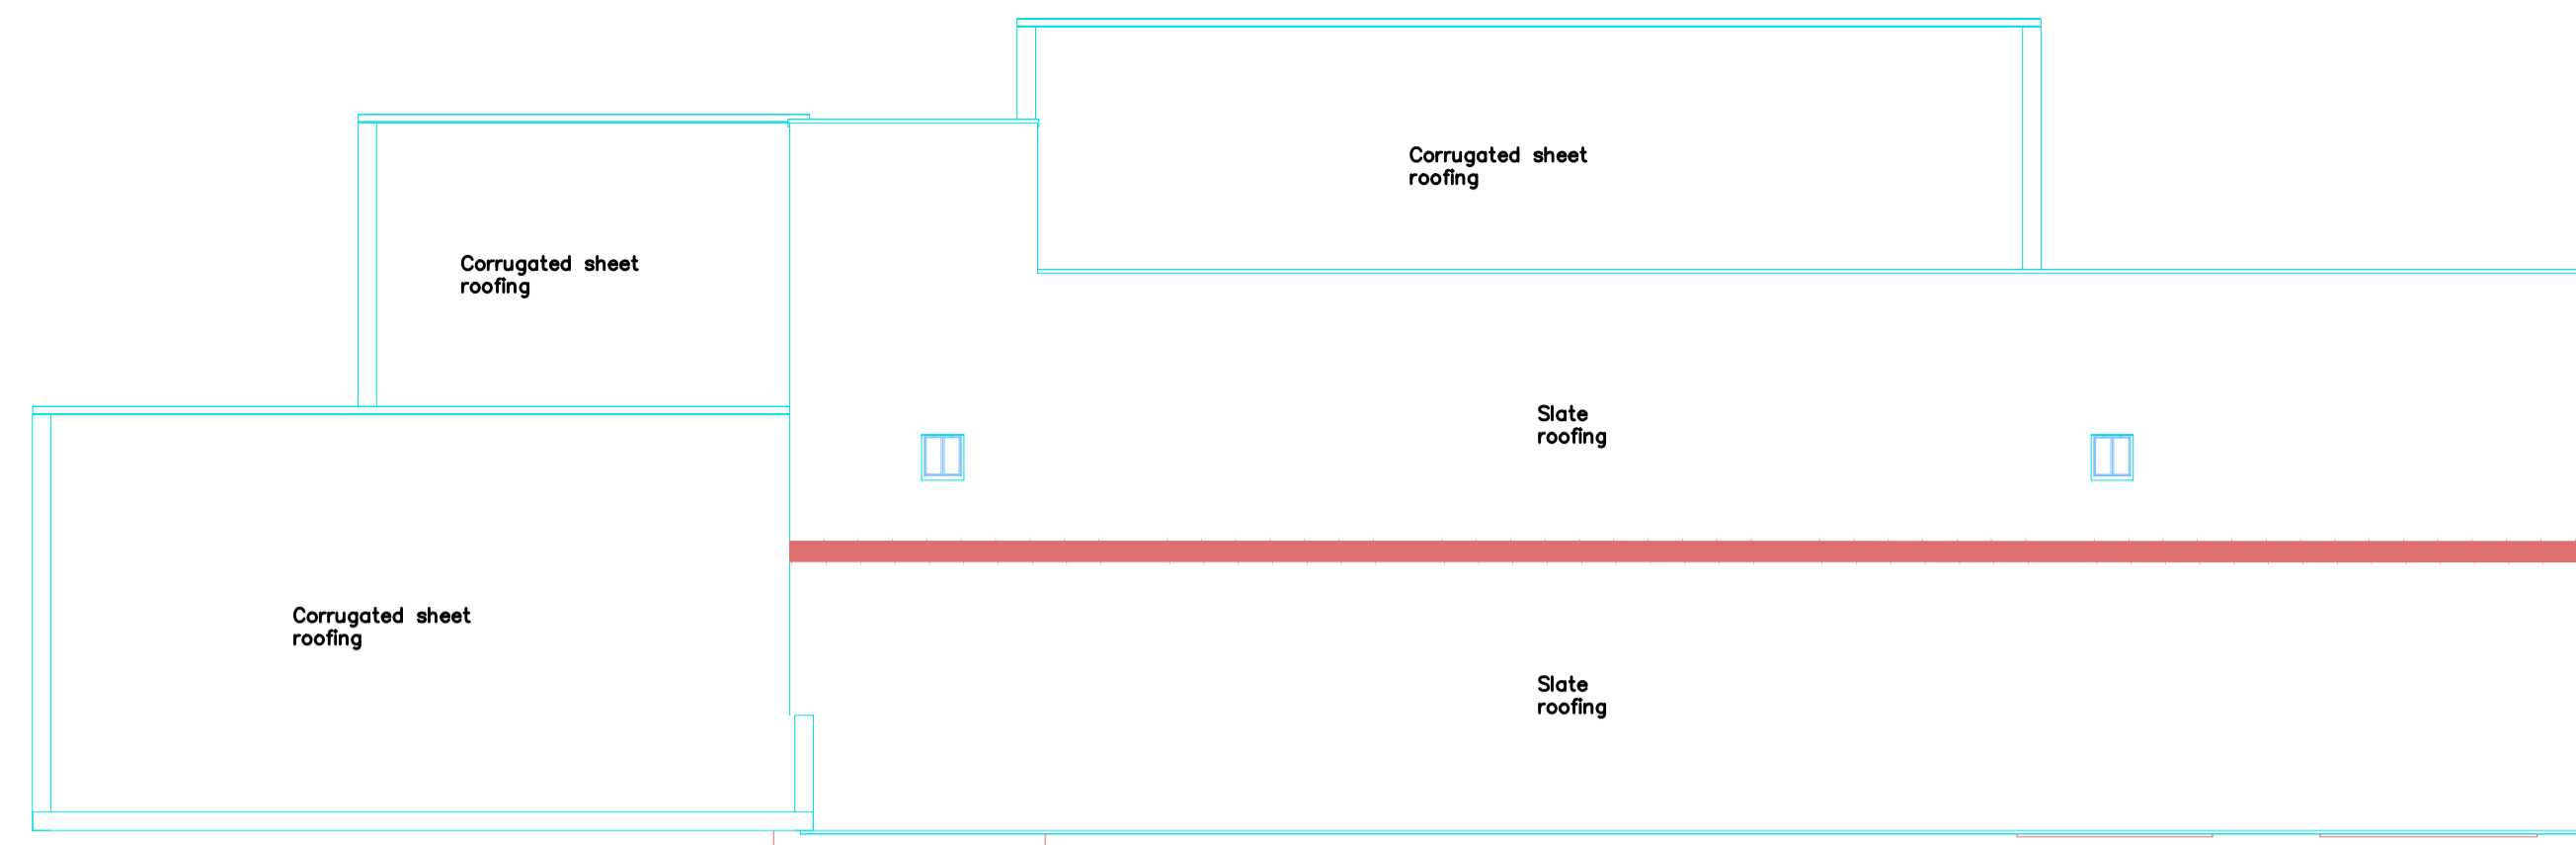 Corrugated sheet
roofing
Corrugated sheet
roofing
Slate
roofing
Corrugated sheet
roofing
Slate
roofing